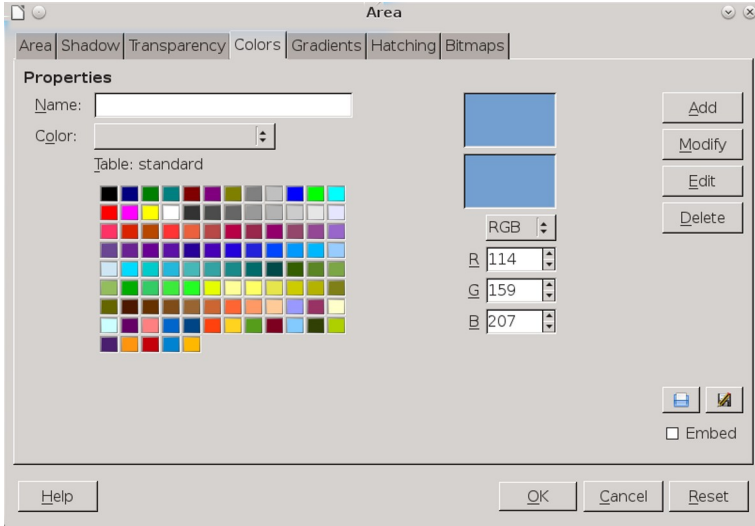 Area
Area Shadow Transparency Colors Gradients Hatching Bitmaps
Properties
Name:
Color:
Table: standard
Add
Modify
Edit
Delete
RGB
R 114
G 159
B 207
Embed
Help
OK
Cancel
Reset